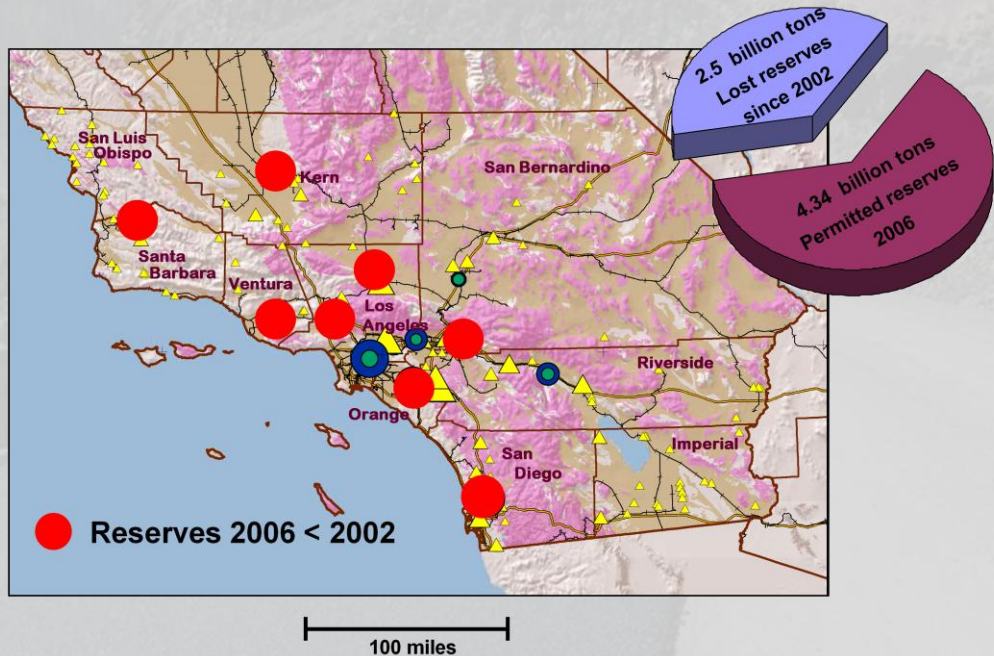 2.5 billion tons
Lost reserves
since 2002
4.34 billion tons
Permitted reserves
2006
San Luis
Obispo
Kern
San Bernardino
Santa
Barbara
Ventura
Los
Angeles
Riverside
Orange
Imperial
San
Diego
Reserves 2006 < 2002
100 miles